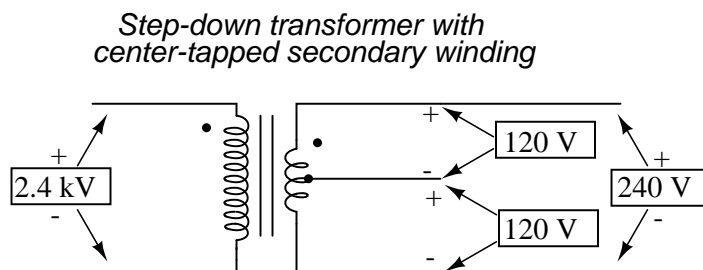 Step-down transformer with
center-tapped secondary winding
+
120 V
-
+
2.4 kV
-
+
240 V
-
+
120 V
-